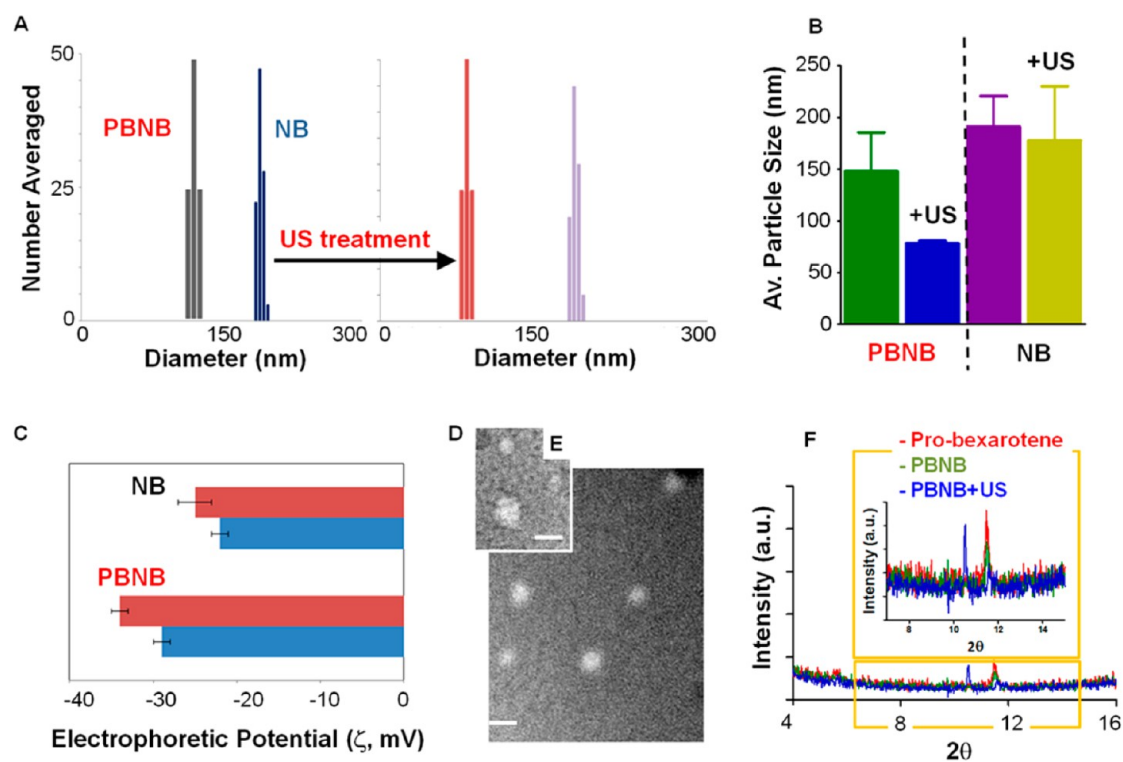 A
50
25
0
Number Averaged
PBNB
NB
US treatment
0
150
300
0
150
300
Diameter (nm)
Diameter (nm)
B
250
200
150
100
50
0
Av. Particle Size (nm)
+US
+US
PBNB
NB
C
NB
PBNB
-40
-30
-20
-10
0
Electrophoretic Potential (ζ, mV)
D
E
F
- Pro-bexarotene
- PBNB
- PBNB+US
Intensity (a.u.)
Intensity (a.u.)
8
10
12
14
2θ
4
8
12
16
2θ